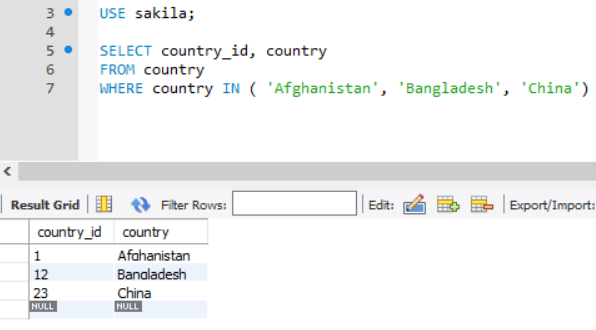 3 USE sakila;
4
5 SELECT country_id, country
6 FROM country
7 WHERE country IN ( 'Afghanistan', 'Bangladesh', 'China')
Result Grid Filter Rows: Edit: Export/Import:
country_id country
1 Afghanistan
12 Bangladesh
23 China
NULL NULL